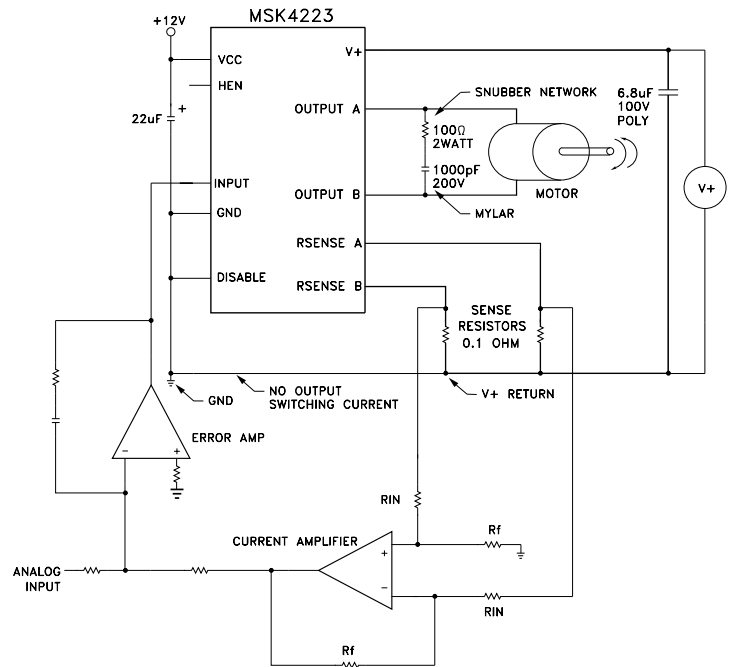 MSK4223
+12V
VCC
V+
HEN
22uF
+
OUTPUT A
SNUBBER NETWORK
100Ω
2WATT
1000pF
200V
6.8uF
100V
POLY
INPUT
OUTPUT B
MOTOR
V+
GND
MYLAR
RSENSE A
DISABLE
RSENSE B
SENSE
RESISTORS
0.1 OHM
GND
NO OUTPUT
SWITCHING CURRENT
V+ RETURN
ERROR AMP
-
+
RIN
Rf
CURRENT AMPLIFIER
+
-
ANALOG
INPUT
RIN
Rf